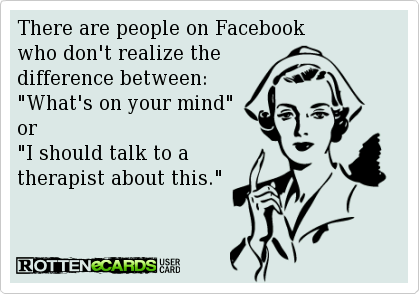 There are people on Facebook
who don't realize the
difference between:
"What's on your mind"
or
"I should talk to a
therapist about this."
ROTTENeCARDS USER
CARD